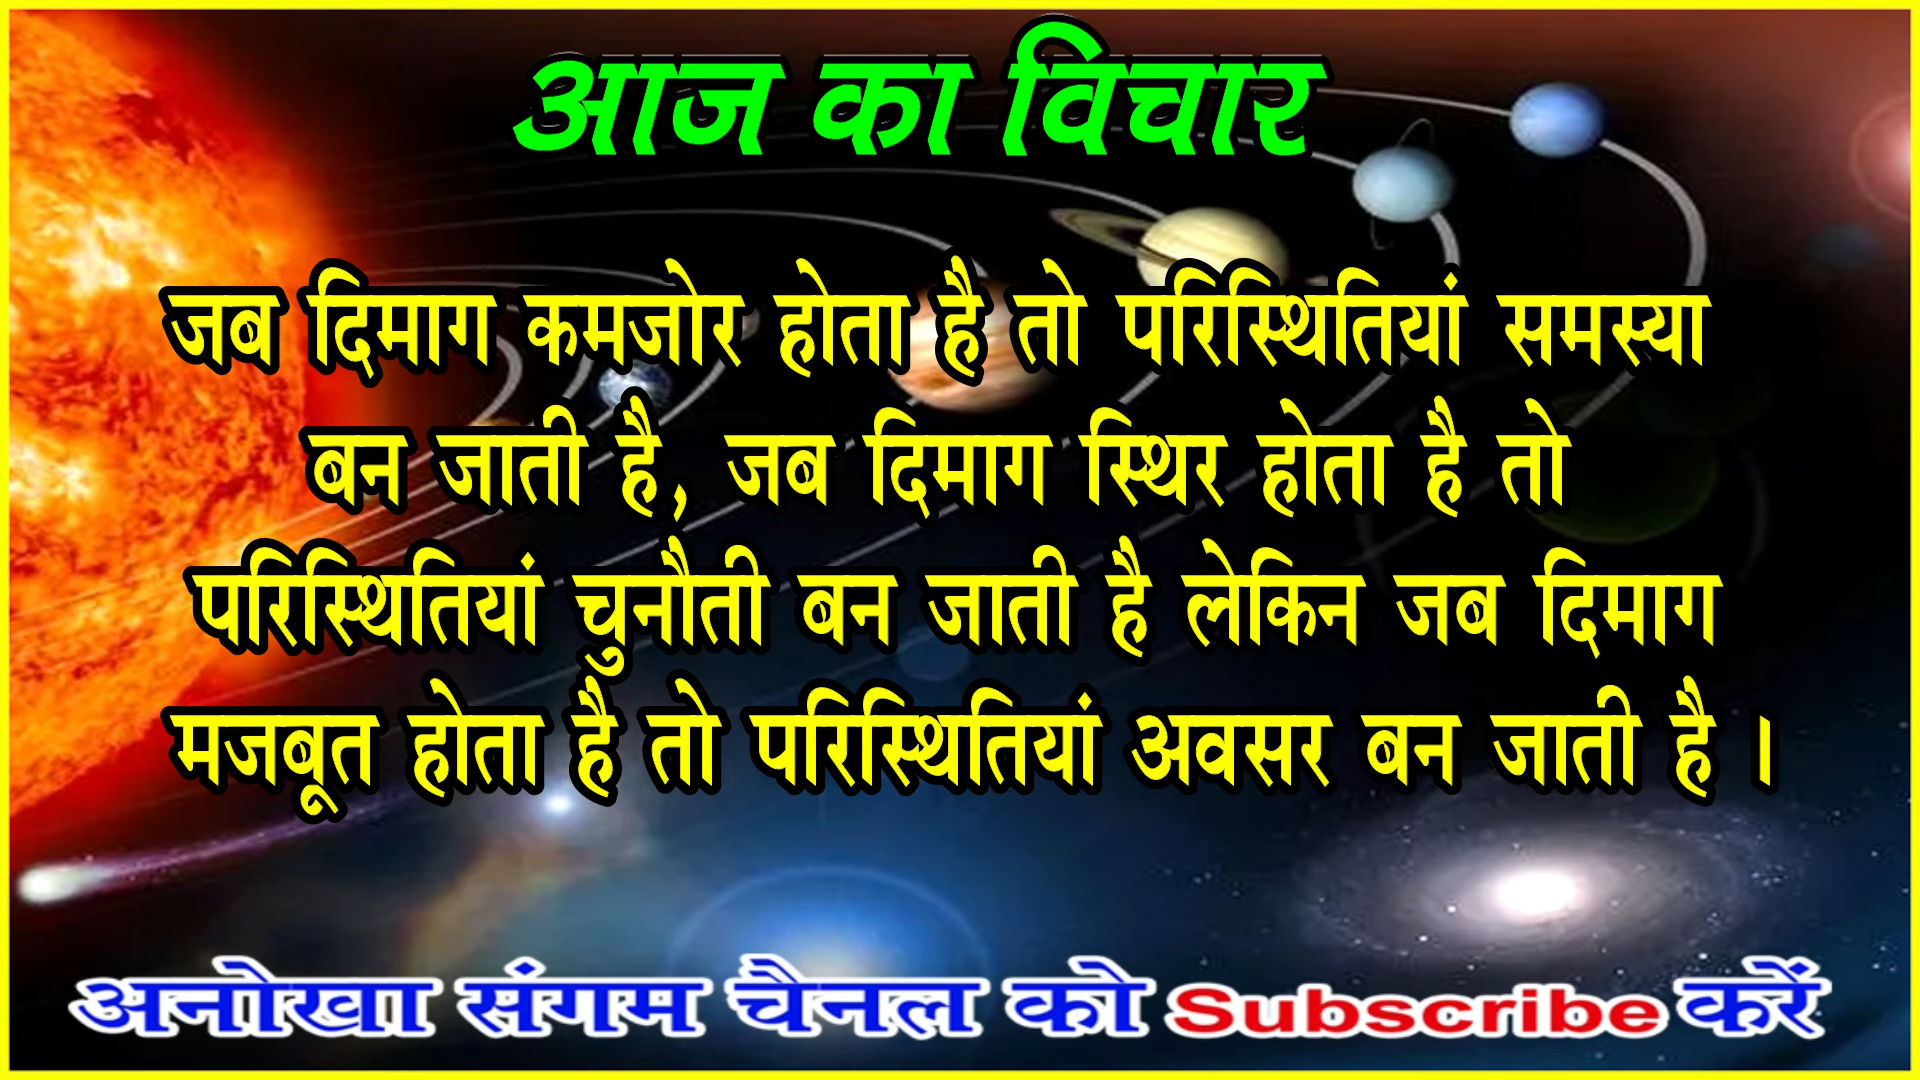 आज का विचार
जब दिमाग कमजोर होता है तो परिस्थितियां समस्या
बन जाती है, जब दिमाग स्थिर होता है तो
परिस्थितियां चुनौती बन जाती है लेकिन जब दिमाग
मजबूत होता है तो परिस्थितियां अवसर बन जाती है ।
अनोखा संगम चैनल को Subscribe करें